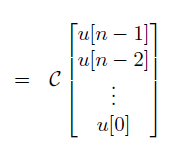 u[n − 1]
u[n − 2]
= 𝒞 ⋮
u[0]